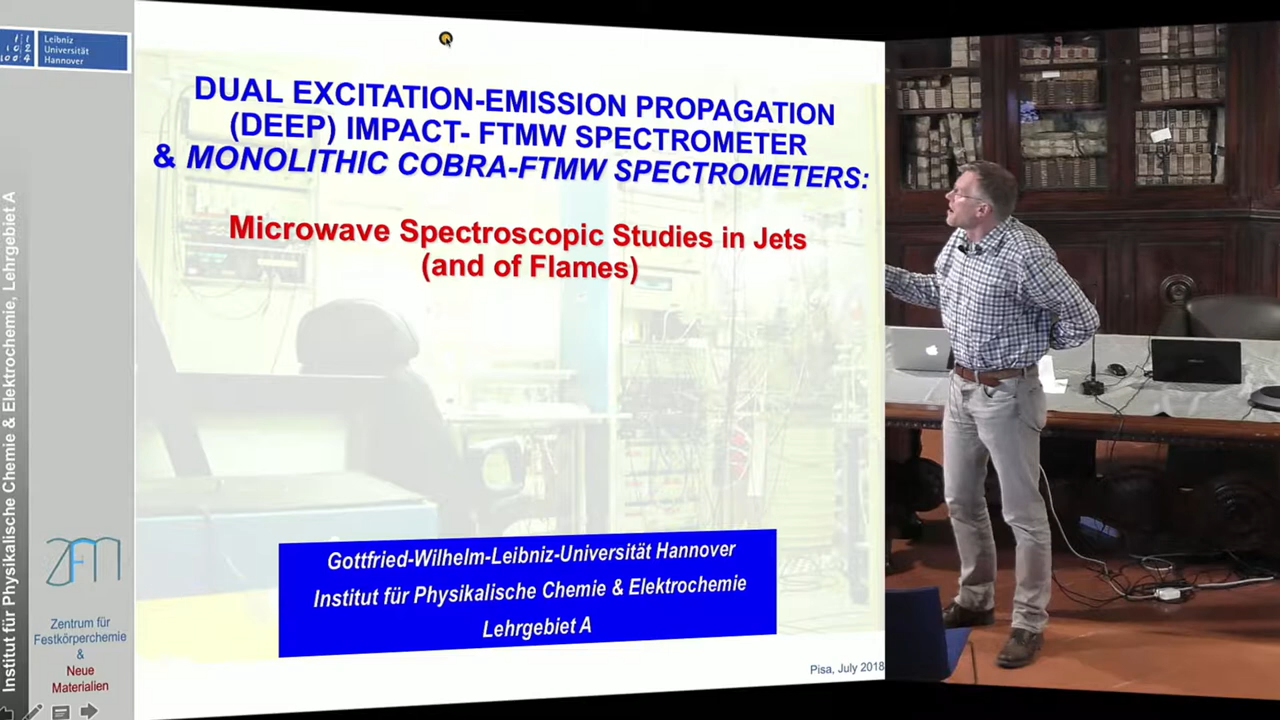 Leibniz
Universität
Hannover
DUAL EXCITATION-EMISSION PROPAGATION
(DEEP) IMPACT- FTMW SPECTROMETER
& MONOLITHIC COBRA-FTMW SPECTROMETERS:
Microwave Spectroscopic Studies in Jets
(and of Flames)
Gottfried-Wilhelm-Leibniz-Universität Hannover
Institut für Physikalische Chemie & Elektrochemie
Lehrgebiet A
Institut für Physikalische Chemie & Elektrochemie, Lehrgebiet A
ZFM
Zentrum für
Festkörperchemie
&
Neue
Materialien
Pisa, July 2018